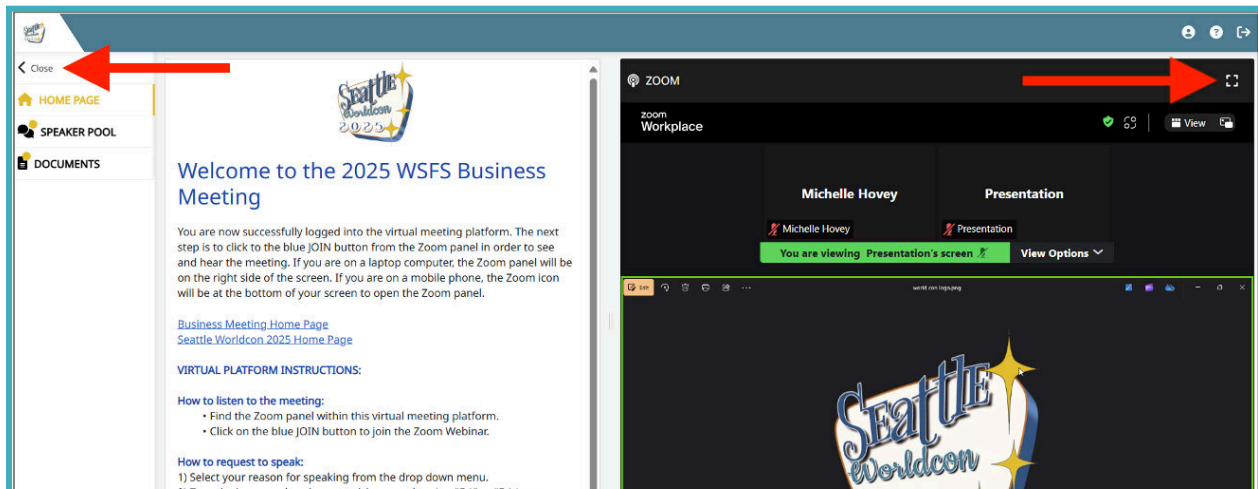 Seattle
Close
HOME PAGE
SPEAKER POOL
DOCUMENTS
Seattle
Worldcon
2025
Welcome to the 2025 WSFS Business
Meeting
You are now successfully logged into the virtual meeting platform. The next
step is to click to the blue JOIN button from the Zoom panel in order to see
and hear the meeting. If you are on a laptop computer, the Zoom panel will be
on the right side of the screen. If you are on a mobile phone, the Zoom icon
will be at the bottom of your screen to open the Zoom panel.
Business Meeting Home Page
Seattle Worldcon 2025 Home Page
VIRTUAL PLATFORM INSTRUCTIONS:
How to listen to the meeting:
• Find the Zoom panel within this virtual meeting platform.
• Click on the blue JOIN button to join the Zoom Webinar.
How to request to speak:
1) Select your reason for speaking from the drop down menu.
ZOOM
zoom
Workplace
View
Michelle Hovey
Presentation
Michelle Hovey
Presentation
You are viewing Presentation's screen
View Options
Edit
world con logo.png
Seattle
Worldcon